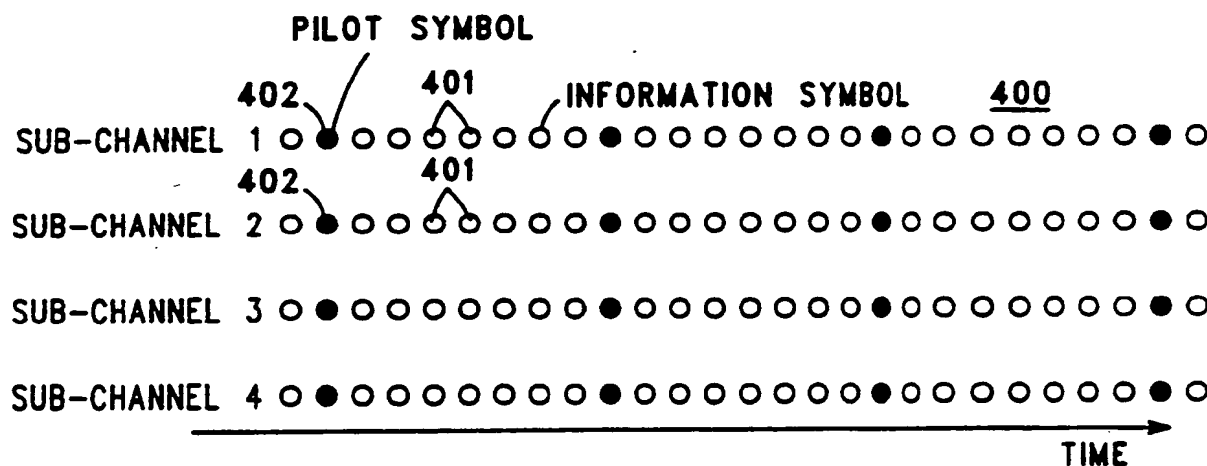 PILOT SYMBOL
402 401 INFORMATION SYMBOL 400
SUB-CHANNEL 1
402 401
SUB-CHANNEL 2
SUB-CHANNEL 3
SUB-CHANNEL 4
TIME